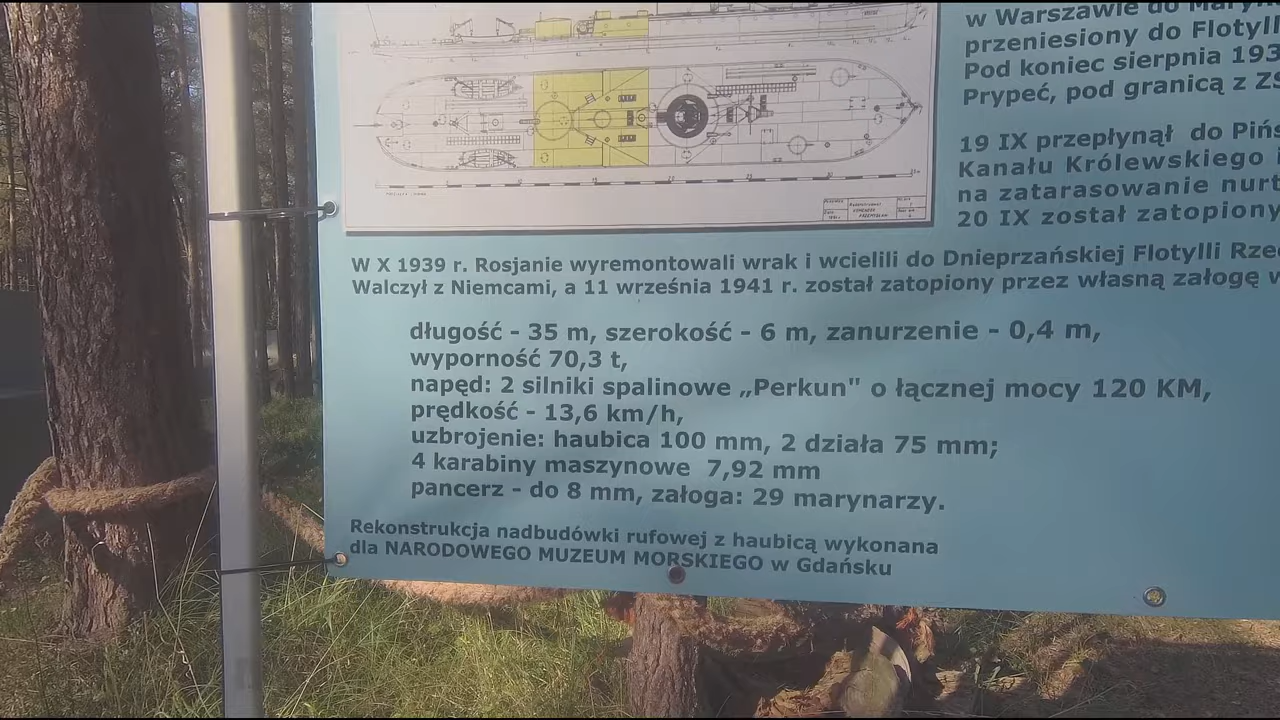 w Warszawie do
przeniesiony do Flotyll
Pod koniec sierpnia 193
Prypeć, pod granicą z ZS
19 IX przepłynął do Pińs
Kanału Królewskiego i
na zatarasowanie nurt
20 IX został zatopiony
W X 1939 r. Rosjanie wyremontowali wrak i wcielili do Dnieprzańskiej Flotylli Rze
Walczył z Niemcami, a 11 września 1941 r. został zatopiony przez własną załogę w
długość - 35 m, szerokość - 6 m, zanurzenie - 0,4 m,
wyporność 70,3 t,
napęd: 2 silniki spalinowe „Perkun" o łącznej mocy 120 KM,
prędkość - 13,6 km/h,
uzbrojenie: haubica 100 mm, 2 działa 75 mm;
4 karabiny maszynowe 7,92 mm
pancerz - do 8 mm, załoga: 29 marynarzy.
Rekonstrukcja nadbudówki rufowej z haubicą wykonana
dla NARODOWEGO MUZEUM MORSKIEGO w Gdańsku